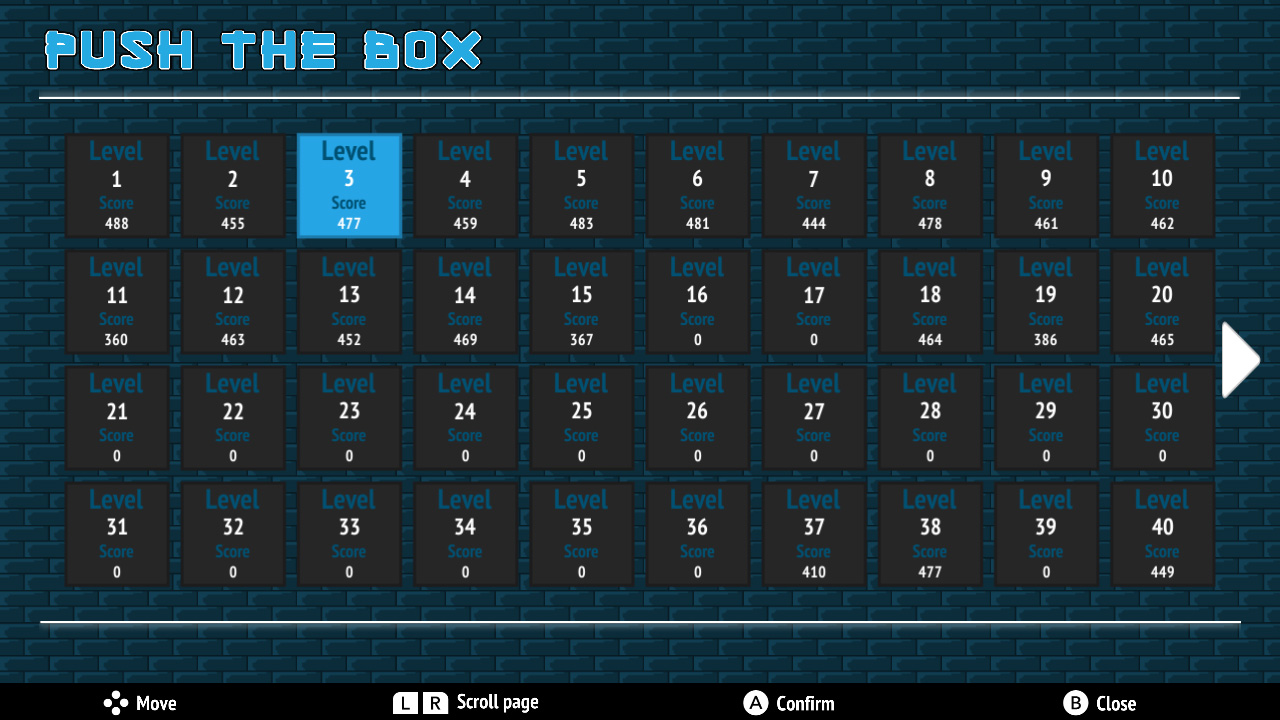 PUSH THE BOX
Level Level Level Level Level Level Level Level Level Level
1 2 3 4 5 6 7 8 9 10
Score Score Score Score Score Score Score Score Score Score
488 455 477 459 483 481 444 478 461 462
Level Level Level Level Level Level Level Level Level Level
11 12 13 14 15 16 17 18 19 20
Score Score Score Score Score Score Score Score Score Score
360 463 452 469 367 0 0 464 386 465
Level Level Level Level Level Level Level Level Level Level
21 22 23 24 25 26 27 28 29 30
Score Score Score Score Score Score Score Score Score Score
0 0 0 0 0 0 0 0 0 0
Level Level Level Level Level Level Level Level Level Level
31 32 33 34 35 36 37 38 39 40
Score Score Score Score Score Score Score Score Score Score
0 0 0 0 0 0 410 477 0 449
Move L R Scroll page A Confirm B Close